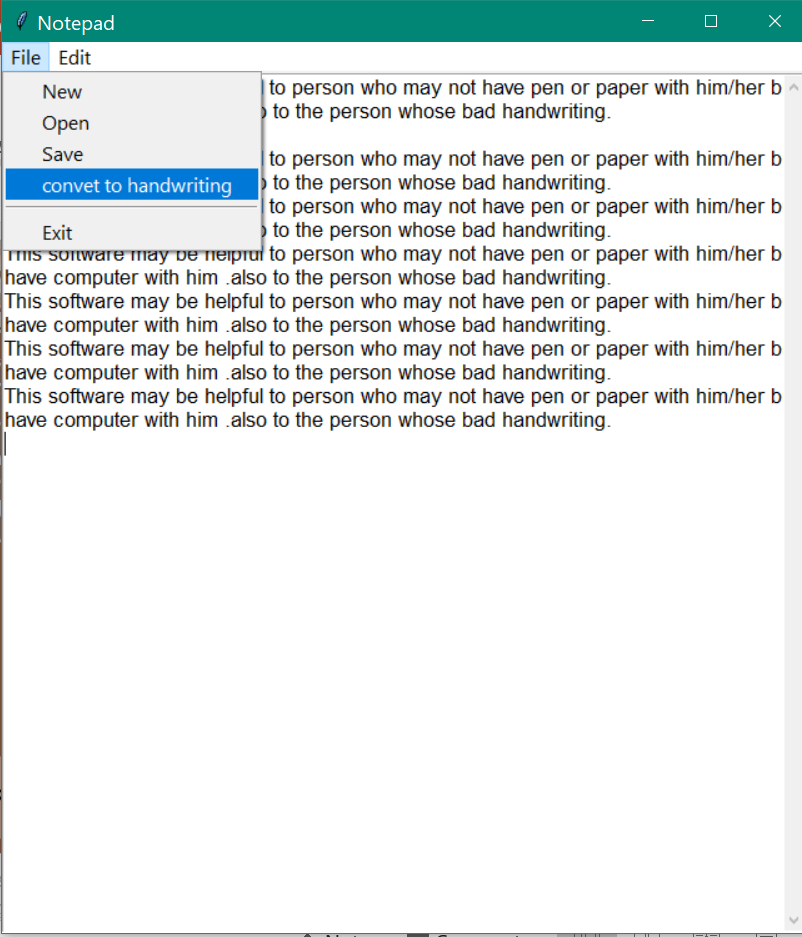 Notepad
File Edit
New
Open
Save
convet to handwriting
Exit
to person who may not have pen or paper with him/her b
to the person whose bad handwriting.
to person who may not have pen or paper with him/her b
to the person whose bad handwriting.
to person who may not have pen or paper with him/her b
to the person whose bad handwriting.
This software may be helpful to person who may not have pen or paper with him/her b
have computer with him .also to the person whose bad handwriting.
This software may be helpful to person who may not have pen or paper with him/her b
have computer with him .also to the person whose bad handwriting.
This software may be helpful to person who may not have pen or paper with him/her b
have computer with him .also to the person whose bad handwriting.
This software may be helpful to person who may not have pen or paper with him/her b
have computer with him .also to the person whose bad handwriting.